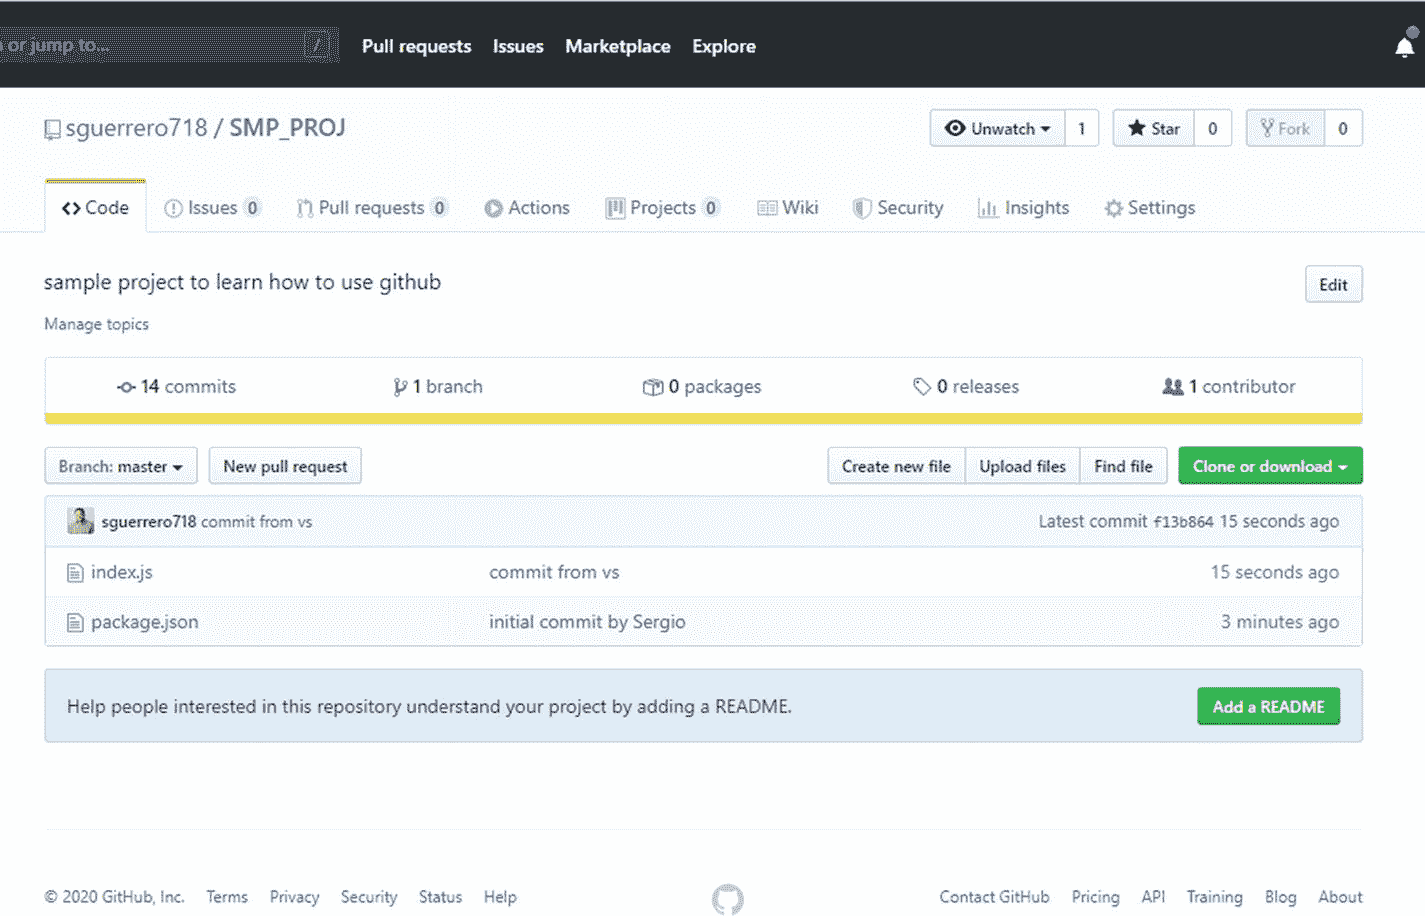 or jump to... /
Pull requests Issues Marketplace Explore
sguerrero718 / SMP_PROJ
Unwatch 1 Star 0 Fork 0
Code Issues 0 Pull requests 0 Actions Projects 0 Wiki Security Insights Settings
sample project to learn how to use github
Edit
Manage topics
14 commits 1 branch 0 packages 0 releases 1 contributor
Branch: master New pull request Create new file Upload files Find file Clone or download
sguerrero718 commit from vs Latest commit f13b864 15 seconds ago
index.js commit from vs 15 seconds ago
package.json initial commit by Sergio 3 minutes ago
Help people interested in this repository understand your project by adding a README. Add a README
© 2020 GitHub, Inc. Terms Privacy Security Status Help Contact GitHub Pricing API Training Blog About